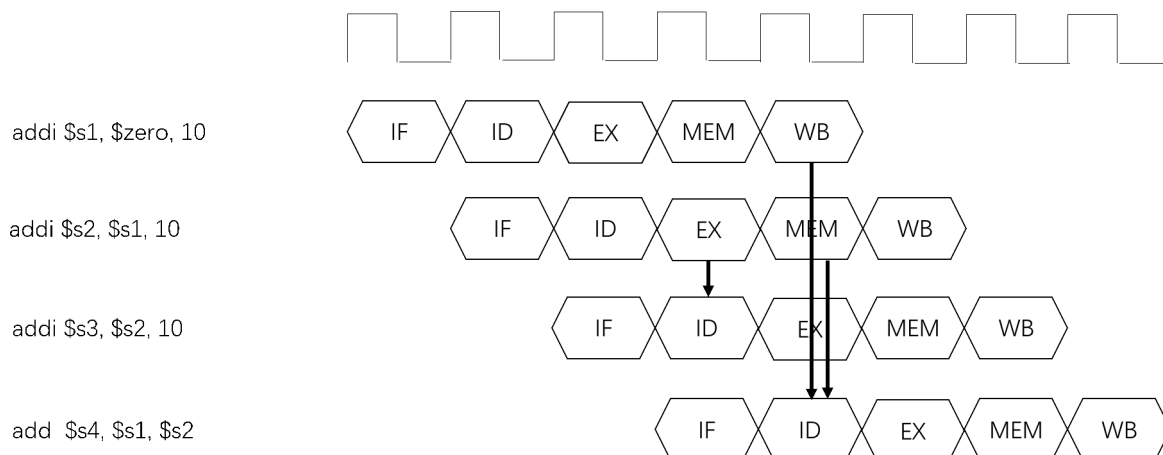 addi $s1, $zero, 10 IF ID EX MEM WB
addi $s2, $s1, 10 IF ID EX MEM WB
addi $s3, $s2, 10 IF ID EX MEM WB
add $s4, $s1, $s2 IF ID EX MEM WB